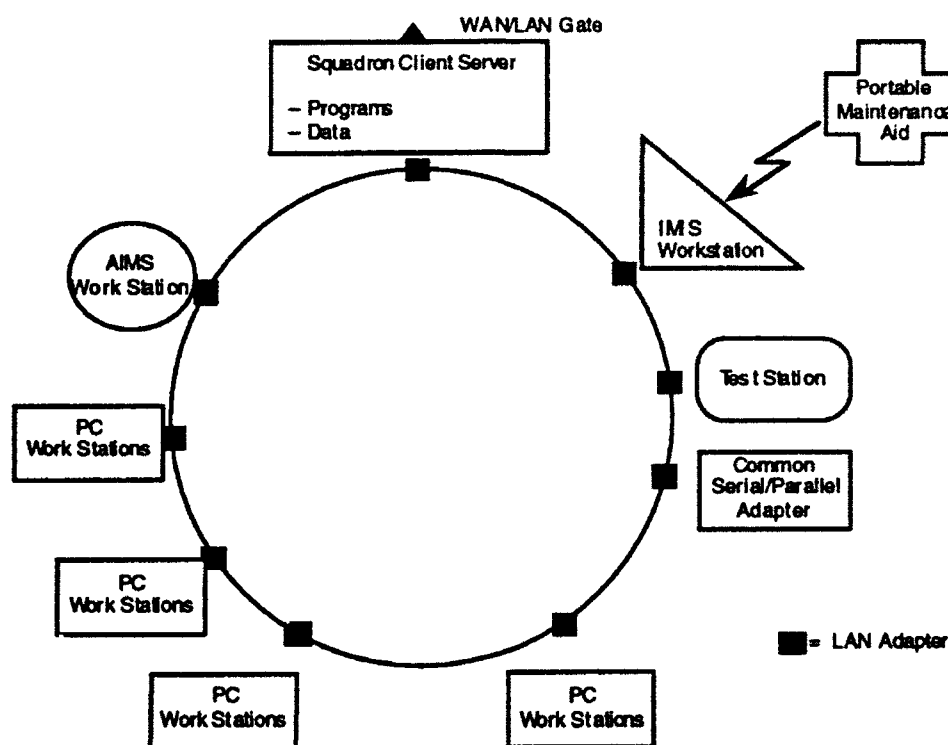 WAN/LAN Gate
Squadron Client Server
– Programs
– Data
Portable
Maintenance
Aid
IMIS
Workstation
AIMS
Work Station
Test Station
PC
Work Stations
Common
Serial/Parallel
Adapter
PC
Work Stations
= LAN Adapter
PC
Work Stations
PC
Work Stations